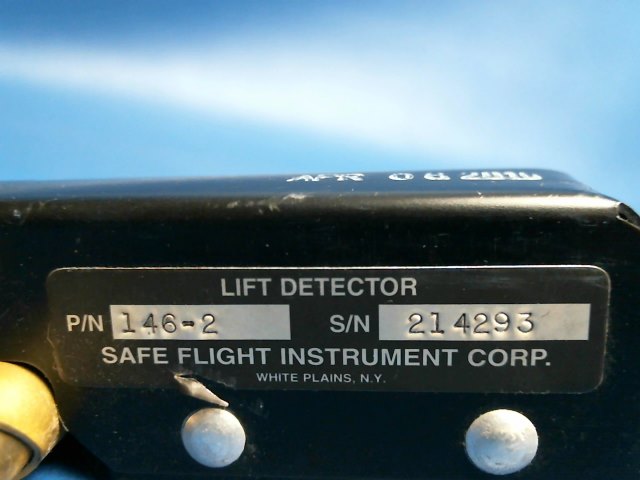 LIFT DETECTOR
P/N 146-2 S/N 214293
SAFE FLIGHT INSTRUMENT CORP.
WHITE PLAINS, N.Y.